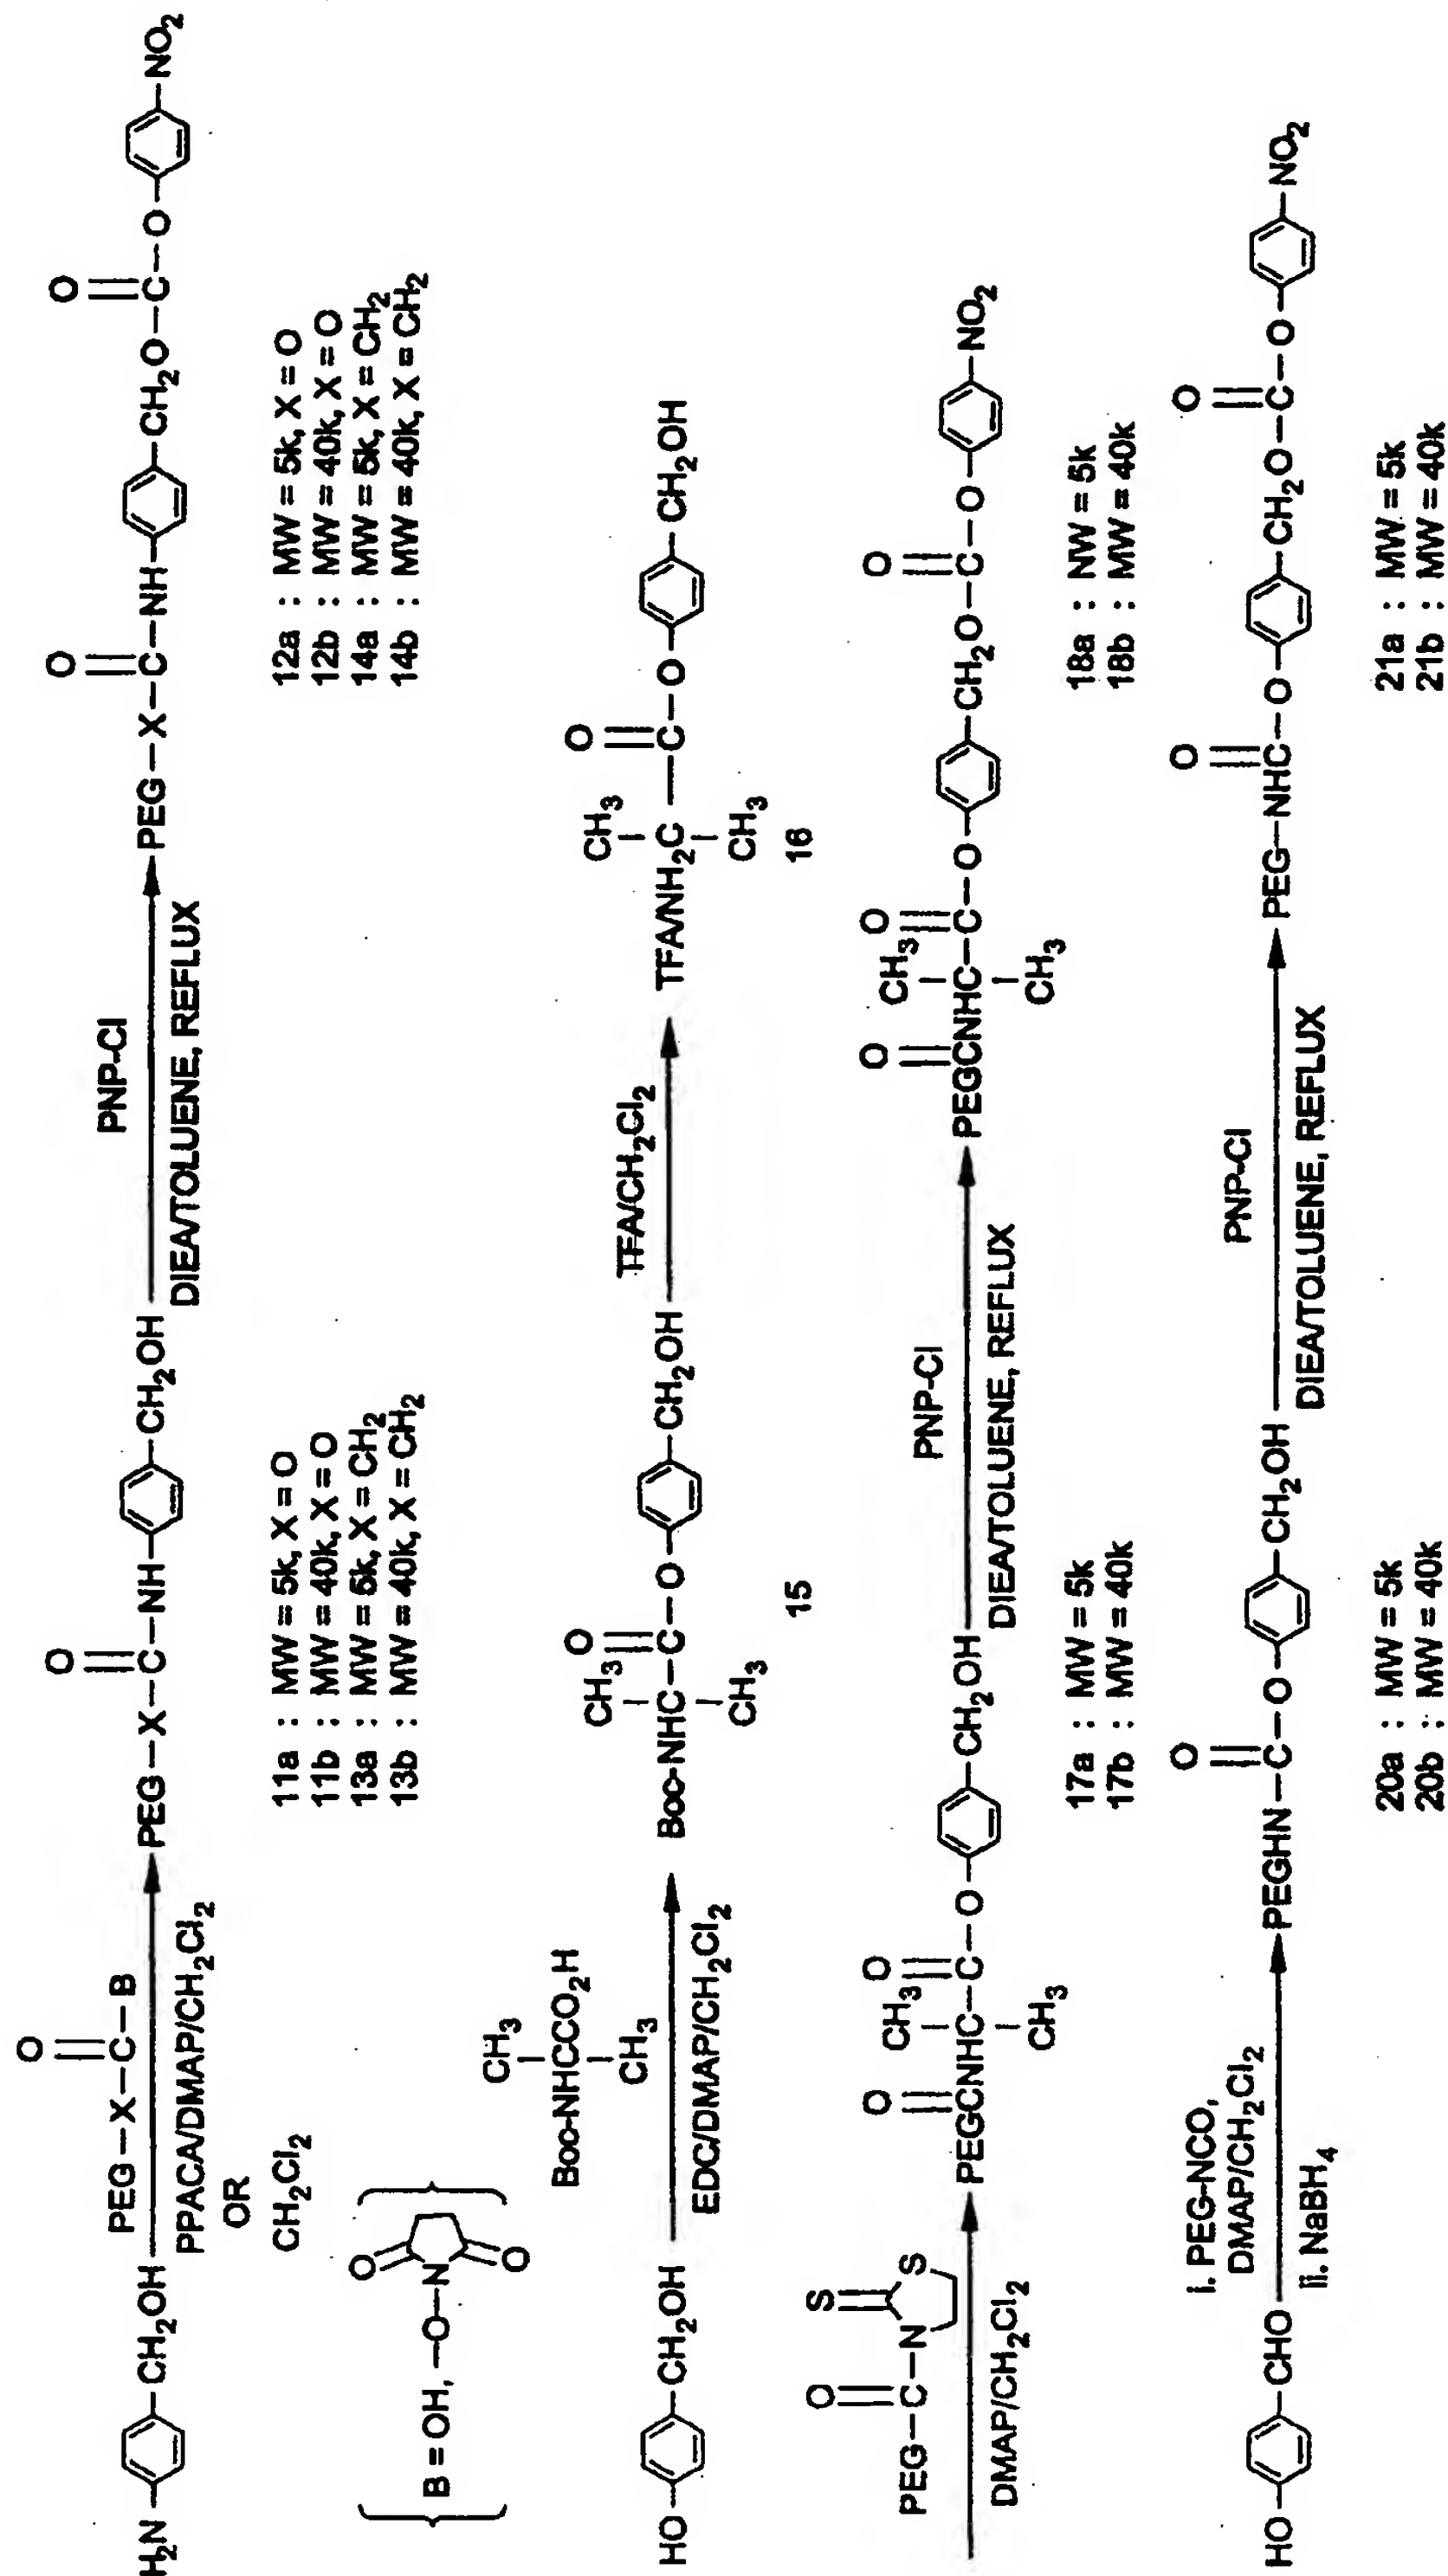 H2N CH2OH
O
PEG-X-C-B
PPACA/DMAP/CH2Cl2
OR
CH2Cl2
O
PEG-X-C-NH CH2OH
11a : MW = 5k, X = O
11b : MW = 40k, X = O
13a : MW = 5k, X = CH2
13b : MW = 40k, X = CH2
PNP-Cl
DIEA/TOLUENE, REFLUX
O O
PEG-X-C-NH CH2O-C-O NO2
12a : MW = 5k, X = O
12b : MW = 40k, X = O
14a : MW = 5k, X = CH2
14b : MW = 40k, X = CH2
B = OH, -O-N O O
HO CH2OH
CH3
Boc-NHCCO2H
CH3
EDC/DMAP/CH2Cl2
CH3 O
Boc-NHC-C-O CH2OH
CH3
15
TFA/CH2Cl2
CH3 O
TFA/NH2C-C-O CH2OH
CH3
16
O S
PEG-C-N S
DMAP/CH2Cl2
O CH3 O
PEGCNHC-C-O CH2OH
CH3
17a : MW = 5k
17b : MW = 40k
PNP-Cl
DIEA/TOLUENE, REFLUX
O CH3 O O
PEGCNHC-C-O CH2O-C-O NO2
CH3
18a : NW = 5k
18b : MW = 40k
HO CHO
i. PEG-NCO,
DMAP/CH2Cl2
ii. NaBH4
O
PEGHN-C-O CH2OH
20a : MW = 5k
20b : MW = 40k
PNP-Cl
DIEA/TOLUENE, REFLUX
O O
PEG-NHC-O CH2O-C-O NO2
21a : MW = 5k
21b : MW = 40k